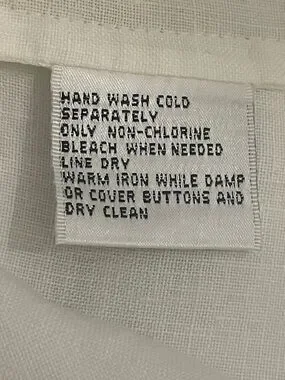 HAND WASH COLD
SEPARATELY
ONLY NON-CHLORINE
BLEACH WHEN NEEDED
LINE DRY
WARM IRON WHILE DAMP
OR COVER BUTTONS AND
DRY CLEAN